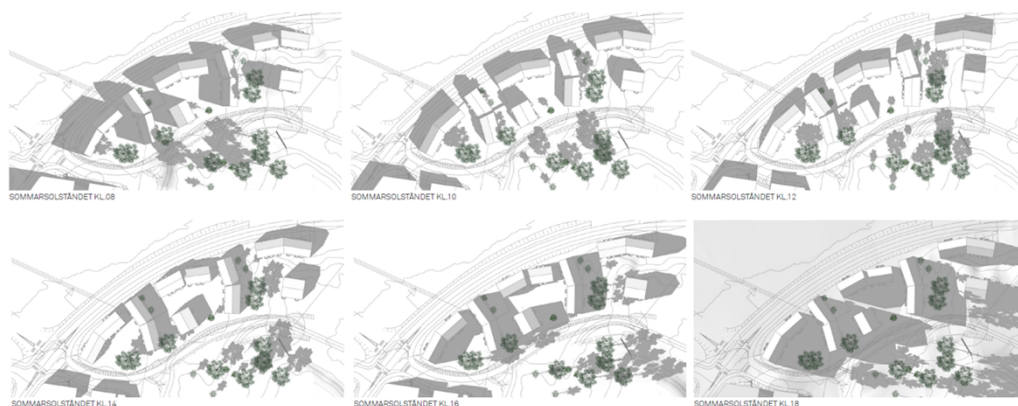 SOMMARSOLSTÅNDET KL.08
SOMMARSOLSTÅNDET KL.10
SOMMARSOLSTÅNDET KL.12
SOMMARSOLSTÅNDET KL.14
SOMMARSOLSTÅNDET KL.16
SOMMARSOLSTÅNDET KL.18